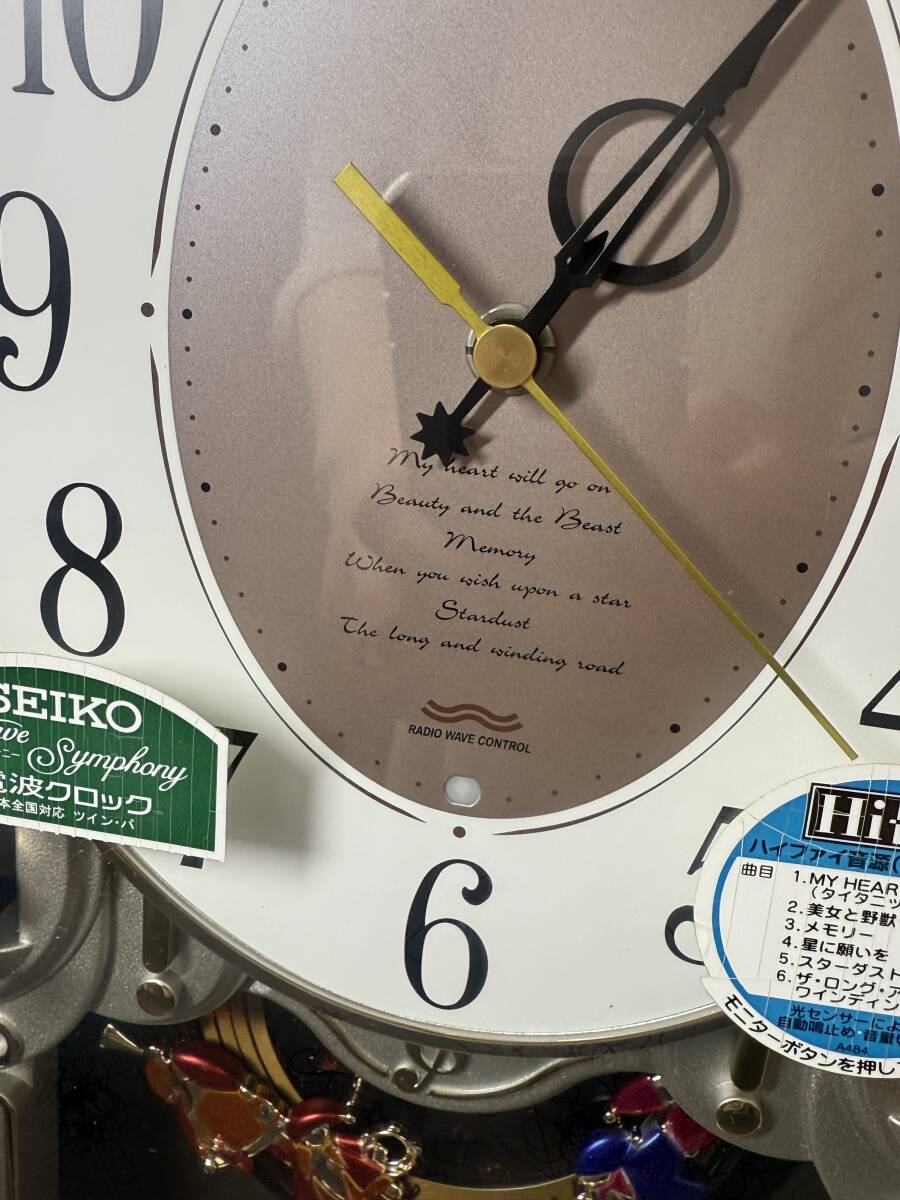 10
9
8
My heart will go on
Beauty and the Beast
Memory
When you wish upon a star
Stardust
The long and winding road
RADIO WAVE CONTROL
6
SEIKO
Symphony
電波クロック
本全国対応 ツイン・パ
Hi-
ハイファイ音源(
曲目
1.MY HEAR
(タイタニッ
2.美女と野獣
3.メモリー
4.星に願いを
5.スターダスト
6.ザ・ロング・ア
ワインディン
光センサーによ
自動鳴止め・音量
A484
モニターボタンを押して